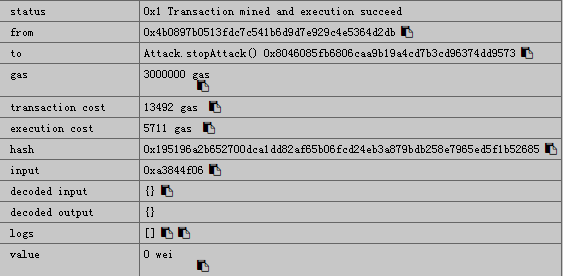 status 0x1 Transaction mined and execution succeed
from 0x4b0897b0513fdc7c541b6d9d7e929c4e5364d2db
to Attack.stopAttack() 0x8046085fb6806caa9b19a4cd7b3cd96374dd9573
gas 3000000 gas
transaction cost 13492 gas
execution cost 5711 gas
hash 0x195196a2b652700dca1dd82af65b06fcd24eb3a879bdb258e7965ed5f1b52685
input 0xa3844f06
decoded input {}
decoded output {}
logs []
value 0 wei